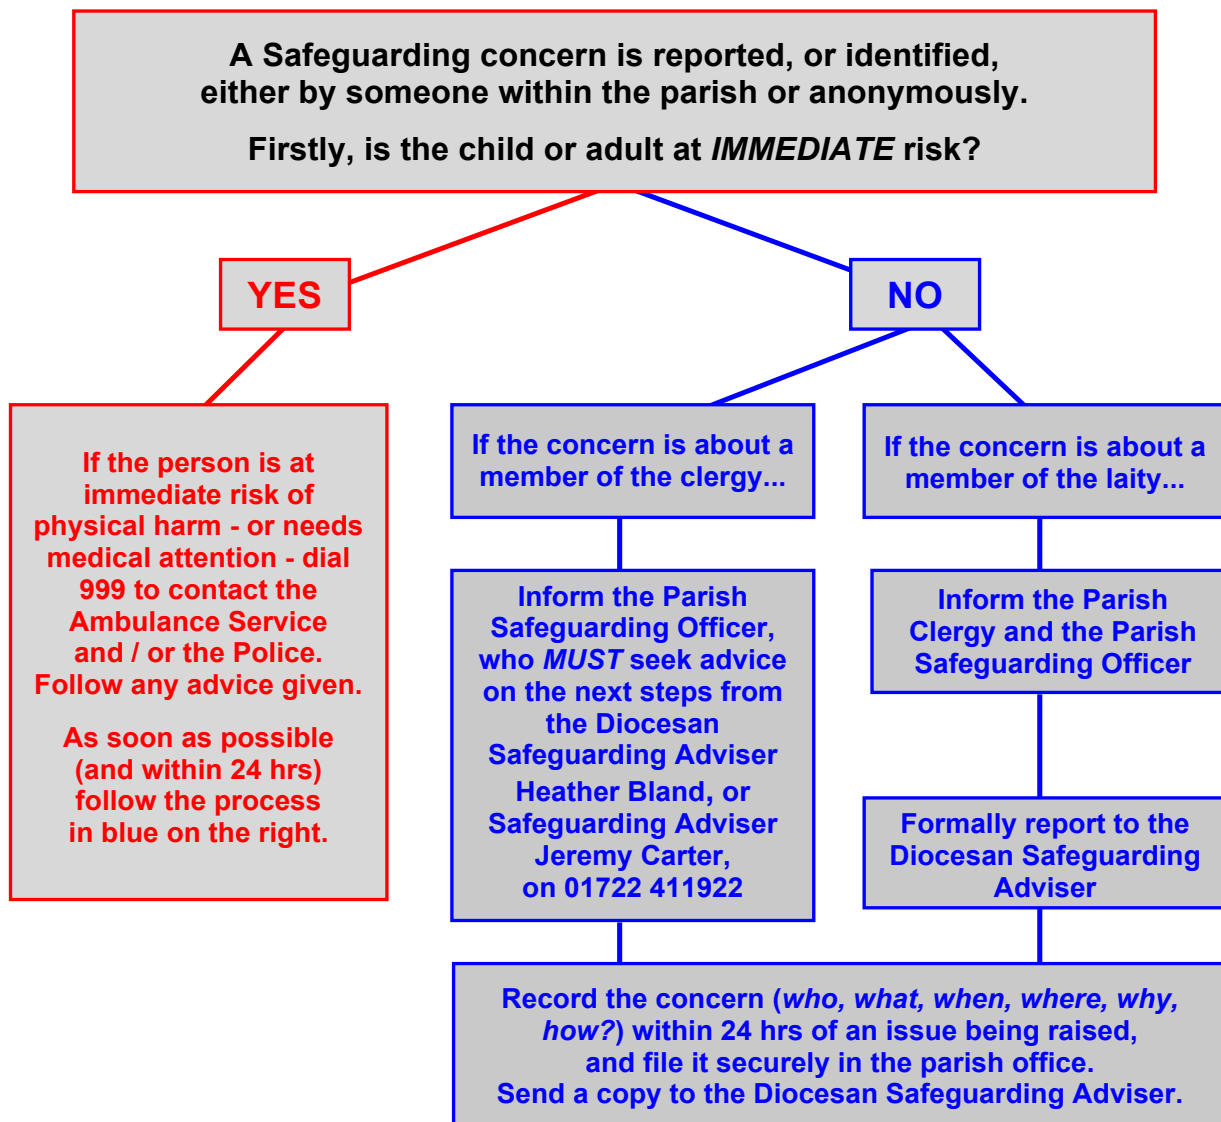 A Safeguarding concern is reported, or identified,
either by someone within the parish or anonymously.
Firstly, is the child or adult at IMMEDIATE risk?
YES
NO
If the person is at
immediate risk of
physical harm - or needs
medical attention - dial
999 to contact the
Ambulance Service
and / or the Police.
Follow any advice given.
As soon as possible
(and within 24 hrs)
follow the process
in blue on the right.
If the concern is about a
member of the clergy...
Inform the Parish
Safeguarding Officer,
who MUST seek advice
on the next steps from
the Diocesan
Safeguarding Adviser
Heather Bland, or
Safeguarding Adviser
Jeremy Carter,
on 01722 411922
If the concern is about a
member of the laity...
Inform the Parish
Clergy and the Parish
Safeguarding Officer
Formally report to the
Diocesan Safeguarding
Adviser
Record the concern (who, what, when, where, why,
how?) within 24 hrs of an issue being raised,
and file it securely in the parish office.
Send a copy to the Diocesan Safeguarding Adviser.